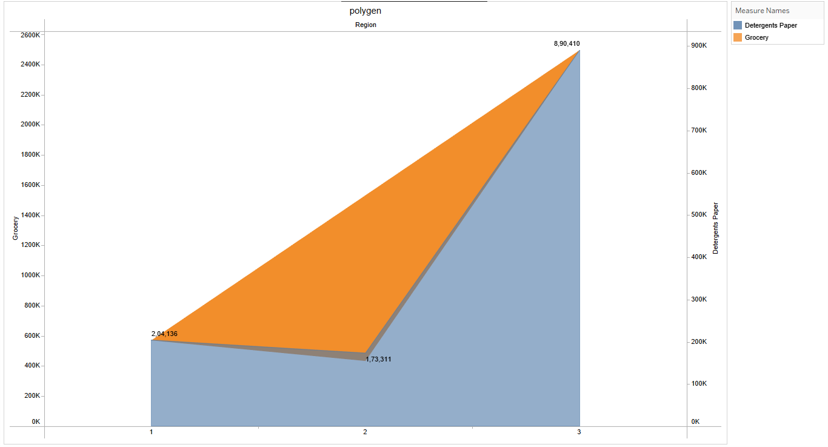 polygen
Region
Measure Names
Detergents Paper
Grocery
2600K
2400K
2200K
2000K
1800K
1600K
1400K
1200K
1000K
800K
600K
400K
200K
0K
Grocery
8,90,410
2,04,136
1,73,311
900K
800K
700K
600K
500K
400K
300K
200K
100K
0K
Detergents Paper
1
2
3